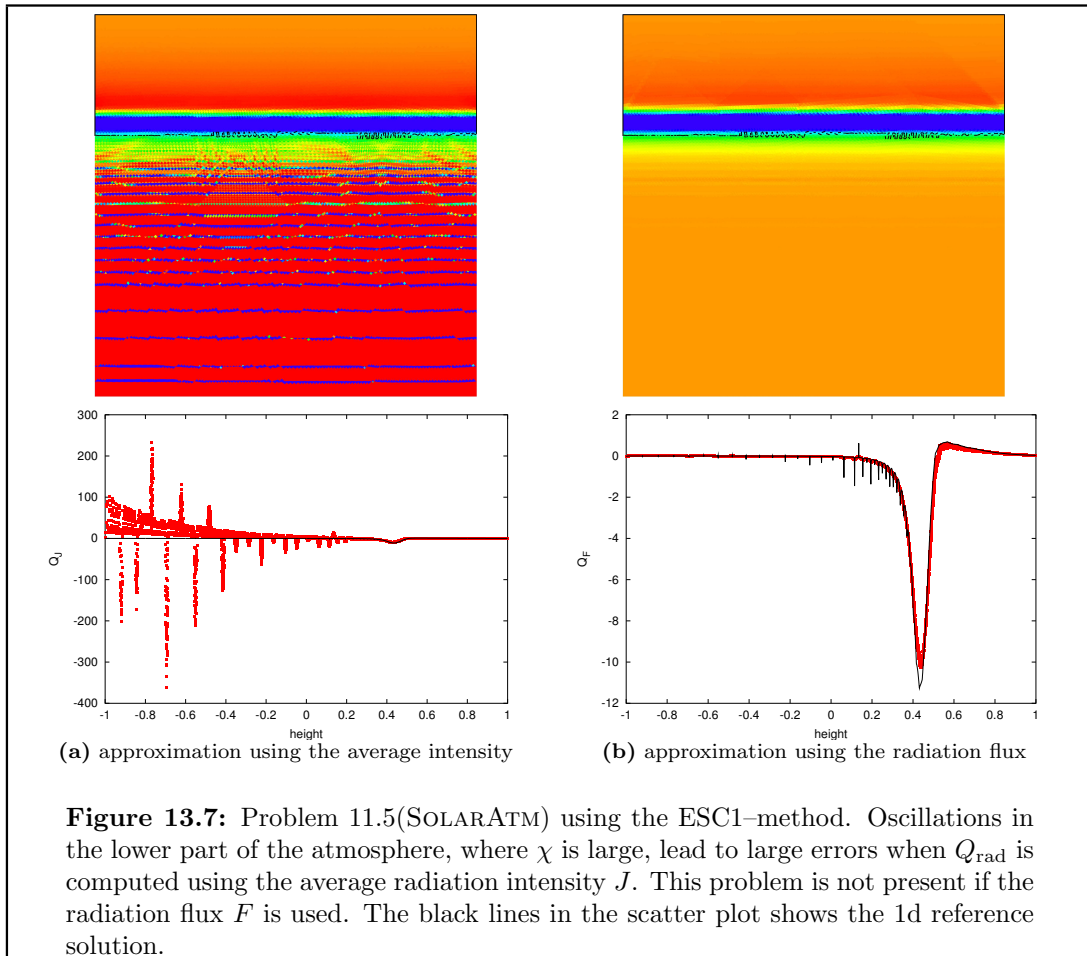 300
200
100
0
-100
-200
-300
-400
Q_J
-1 -0.8 -0.6 -0.4 -0.2 0 0.2 0.4 0.6 0.8 1
height
(a) approximation using the average intensity
2
0
-2
-4
-6
-8
-10
-12
Q_F
-1 -0.8 -0.6 -0.4 -0.2 0 0.2 0.4 0.6 0.8 1
height
(b) approximation using the radiation flux
Figure 13.7: Problem 11.5(SOLARATM) using the ESC1–method. Oscillations in
the lower part of the atmosphere, where χ is large, lead to large errors when Q_rad is
computed using the average radiation intensity J. This problem is not present if the
radiation flux F is used. The black lines in the scatter plot shows the 1d reference
solution.